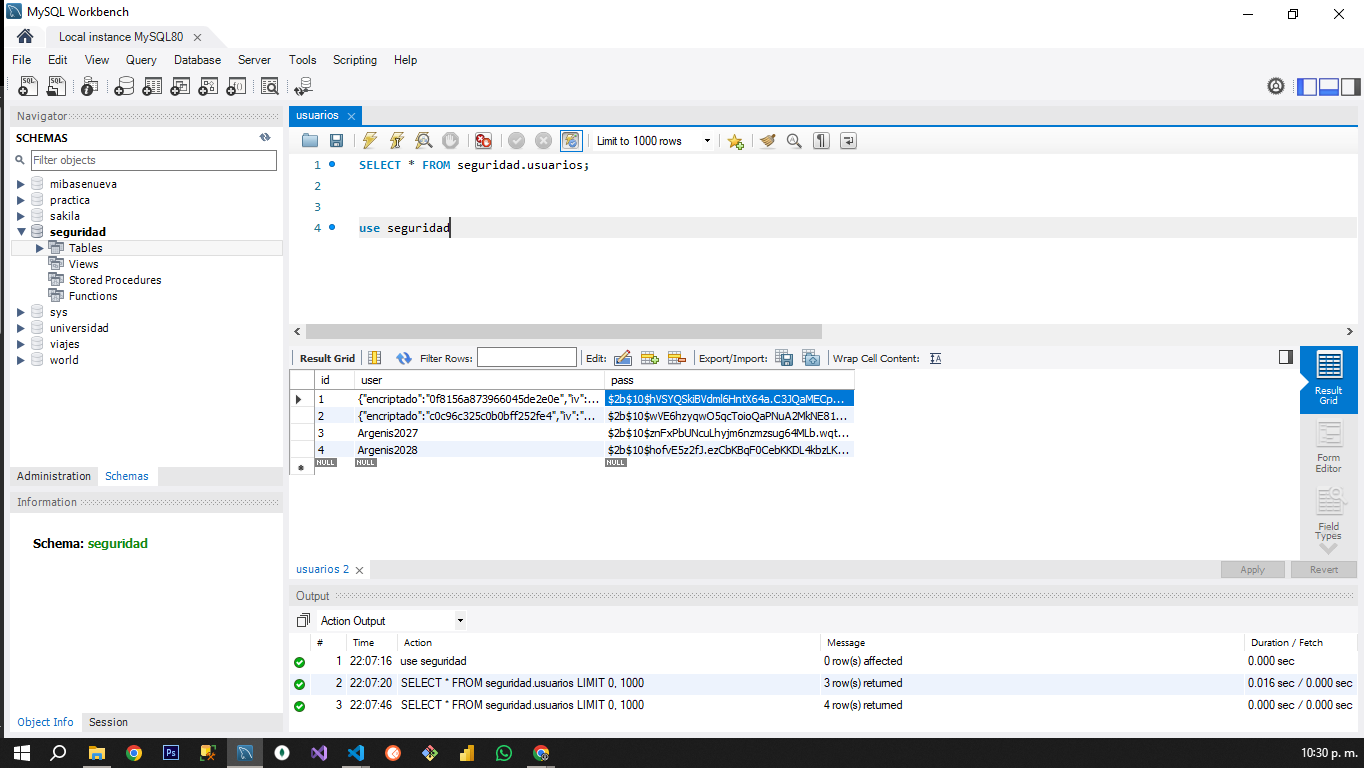 MySQL Workbench
Local instance MySQL80
File Edit View Query Database Server Tools Scripting Help
Navigator
SCHEMAS
Filter objects
mibasenueva
practica
sakila
seguridad
Tables
Views
Stored Procedures
Functions
sys
universidad
viajes
world
Administration Schemas
Information
Schema: seguridad
Object Info Session
usuarios
Limit to 1000 rows
1 SELECT * FROM seguridad.usuarios;
2
3
4 use seguridad
Result Grid Filter Rows: Edit: Export/Import: Wrap Cell Content:
id user pass
1 {"encriptado":"0f8156a873966045de2e0e","iv":... $2b$10$hVSYQSkiBVdml6HntX64a.C3JQaMECp...
2 {"encriptado":"c0c96c325c0b0bff252fe4","iv":"... $2b$10$wVE6hzyqwO5qcToioQaPNuA2MkNE81...
3 Argenis2027 $2b$10$znFxPbUNcuLhyjm6nzmzsug64MLb.wqt...
4 Argenis2028 $2b$10$hofvE5z2fJ.ezCbKBqF0CebKKDL4kbzLK...
NULL NULL NULL
Result Grid
Form Editor
Field Types
usuarios 2
Apply Revert
Output
Action Output
# Time Action Message Duration / Fetch
1 22:07:16 use seguridad 0 row(s) affected 0.000 sec
2 22:07:20 SELECT * FROM seguridad.usuarios LIMIT 0, 1000 3 row(s) returned 0.016 sec / 0.000 sec
3 22:07:46 SELECT * FROM seguridad.usuarios LIMIT 0, 1000 4 row(s) returned 0.000 sec / 0.000 sec
Ps
10:30 p. m.